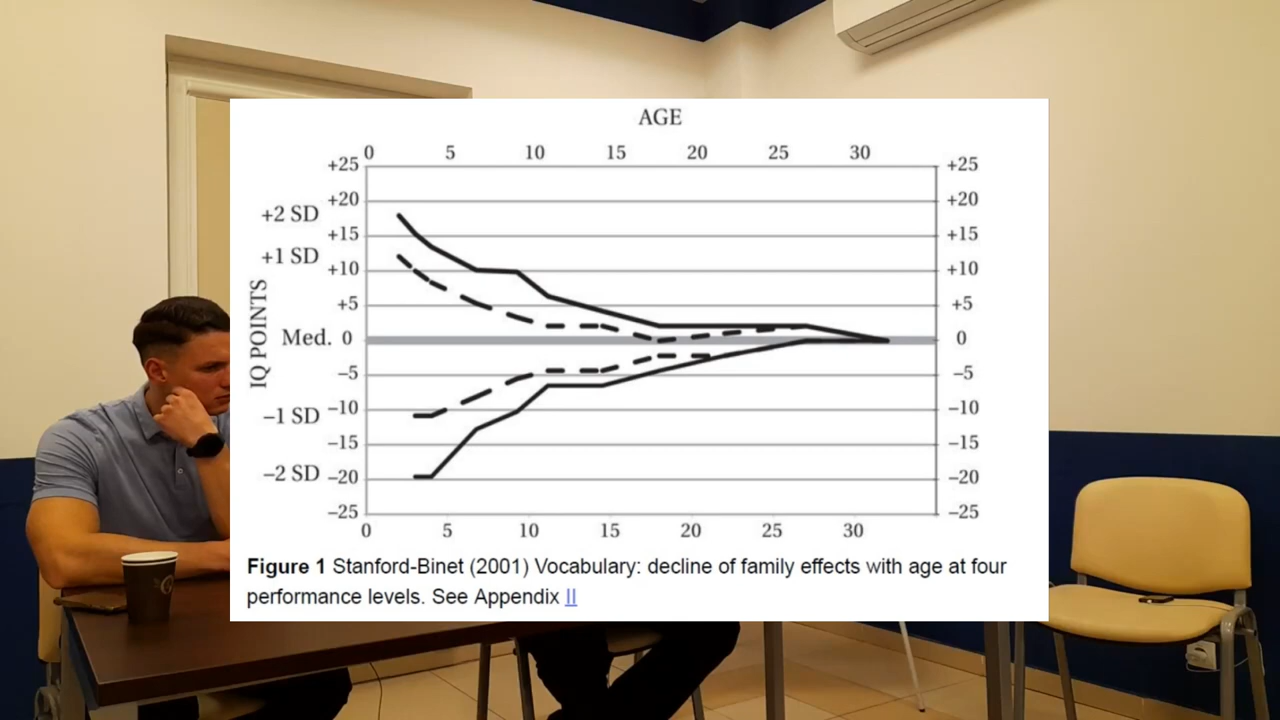 AGE
0 5 10 15 20 25 30
+25 +25
+20 +20
+2 SD
+15 +15
+1 SD
+10 +10
+5 +5
IQ POINTS
Med. 0 0
−5 −5
−10 −10
−1 SD
−15 −15
−2 SD
−20 −20
−25 −25
0 5 10 15 20 25 30
Figure 1 Stanford-Binet (2001) Vocabulary: decline of family effects with age at four
performance levels. See Appendix II